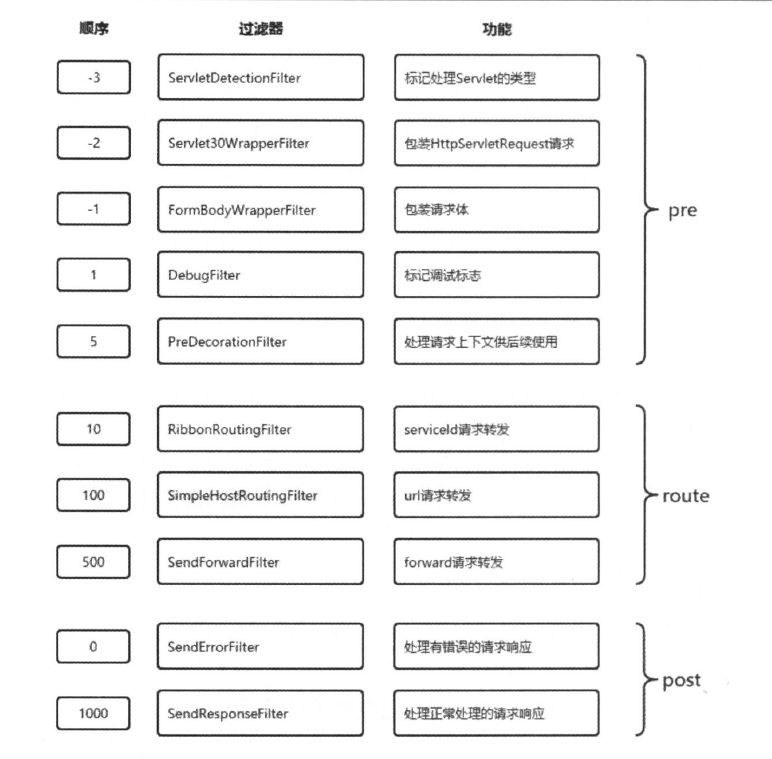 顺序 过滤器 功能
-3 ServletDetectionFilter 标记处理Servlet的类型
-2 Servlet30WrapperFilter 包装HttpServletRequest请求
-1 FormBodyWrapperFilter 包装请求体
pre
1 DebugFilter 标记调试标志
5 PreDecorationFilter 处理请求上下文供后续使用
10 RibbonRoutingFilter serviceId请求转发
100 SimpleHostRoutingFilter url请求转发
route
500 SendForwardFilter forward请求转发
0 SendErrorFilter 处理有错误的请求响应
post
1000 SendResponseFilter 处理正常处理的请求响应